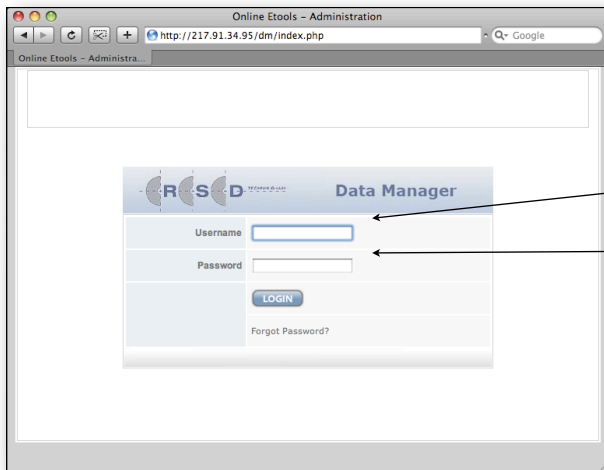 Online Etools – Administration
http://217.91.34.95/dm/index.php
Google
Online Etools – Administra...
RSD
Data Manager
Username
Password
LOGIN
Forgot Password?